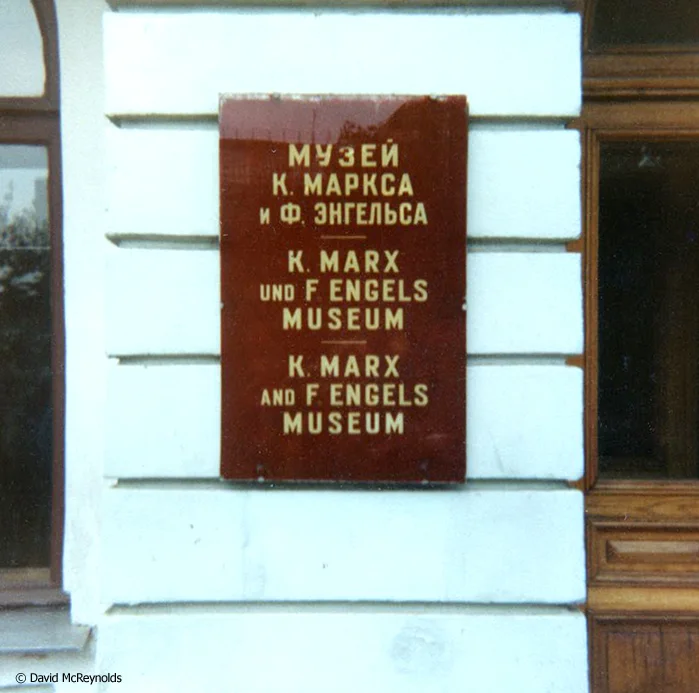 МУЗЕЙ
К. МАРКСА
и Ф. ЭНГЕЛЬСА
K. MARX
UND F. ENGELS
MUSEUM
K. MARX
AND F. ENGELS
MUSEUM
© David McReynolds